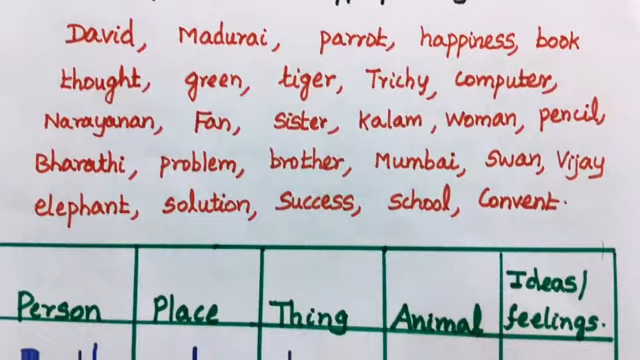 David, Madurai, parrot, happiness, book
thought, green, tiger, Trichy, computer,
Narayanan, Fan, sister, Kalam, woman, pencil,
Bharathi, problem, brother, Mumbai, swan, Vijay
elephant, solution, success, school, Convent.
Person Place Thing Animal Ideas/
feelings.